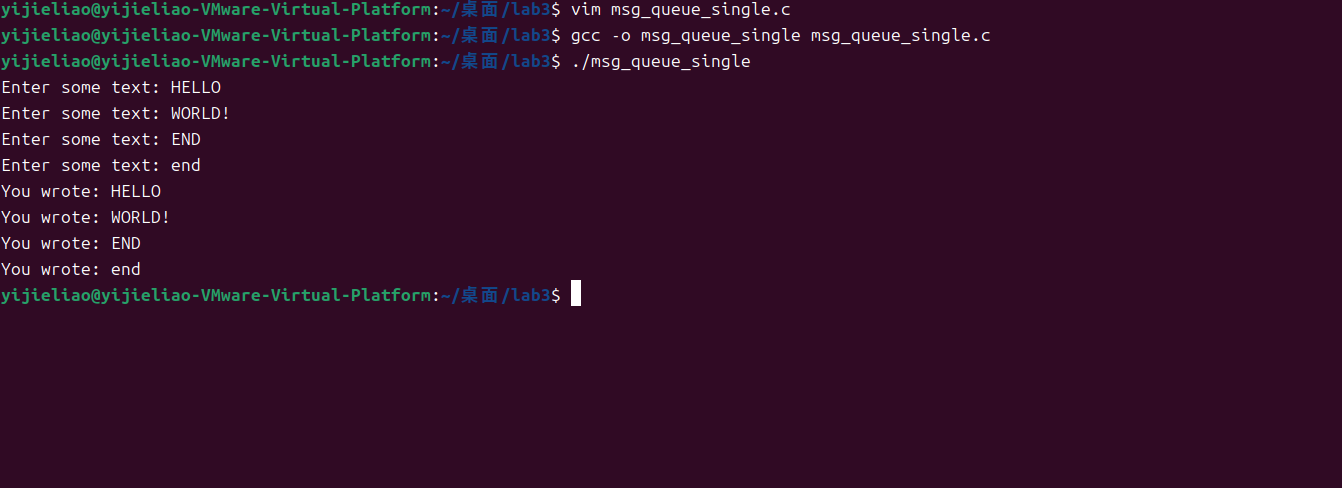 yijieliao@yijieliao-VMware-Virtual-Platform:~/桌面/lab3$ vim msg_queue_single.c
yijieliao@yijieliao-VMware-Virtual-Platform:~/桌面/lab3$ gcc -o msg_queue_single msg_queue_single.c
yijieliao@yijieliao-VMware-Virtual-Platform:~/桌面/lab3$ ./msg_queue_single
Enter some text: HELLO
Enter some text: WORLD!
Enter some text: END
Enter some text: end
You wrote: HELLO
You wrote: WORLD!
You wrote: END
You wrote: end
yijieliao@yijieliao-VMware-Virtual-Platform:~/桌面/lab3$